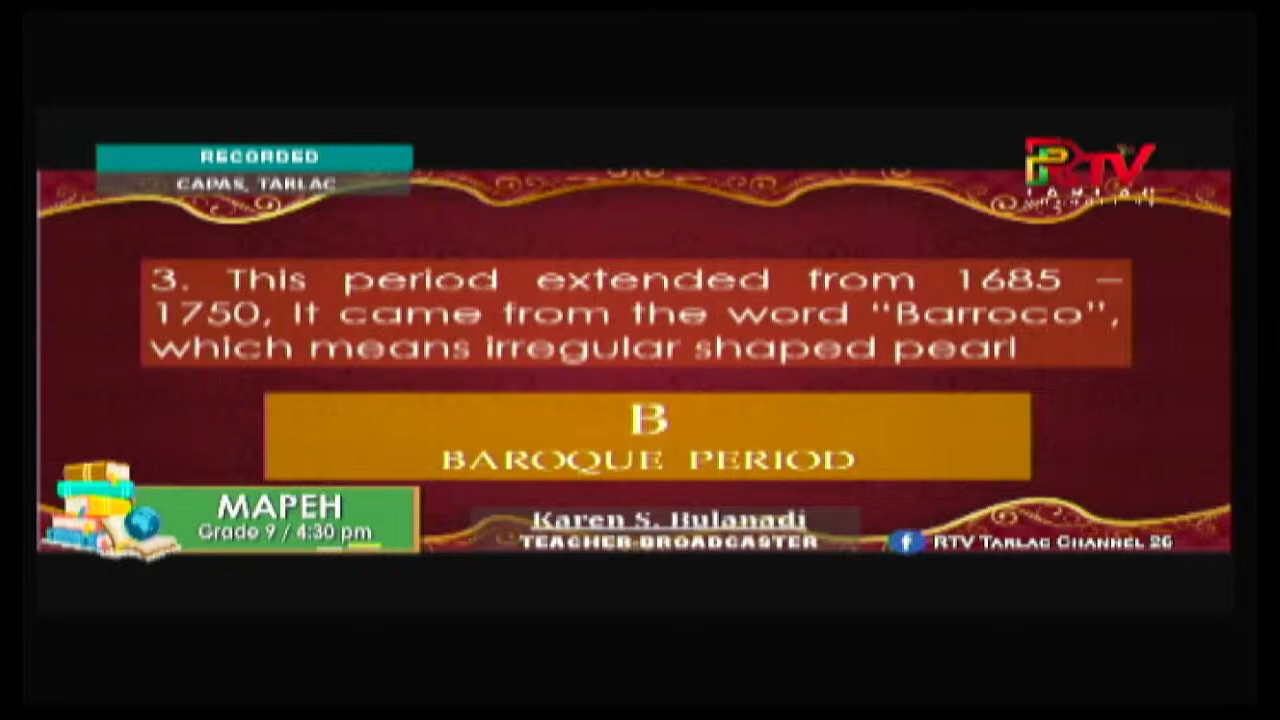 RECORDED
CAPAS, TARLAC
RTV
TARLAC
3. This period extended from 1685 –
1750, It came from the word "Barroco",
which means irregular shaped pearl
B
BAROQUE PERIOD
MAPEH
Grade 9 / 4:30 pm
Karen S. Bulanadi
TEACHER-BROADCASTER
RTV TARLAC CHANNEL 26